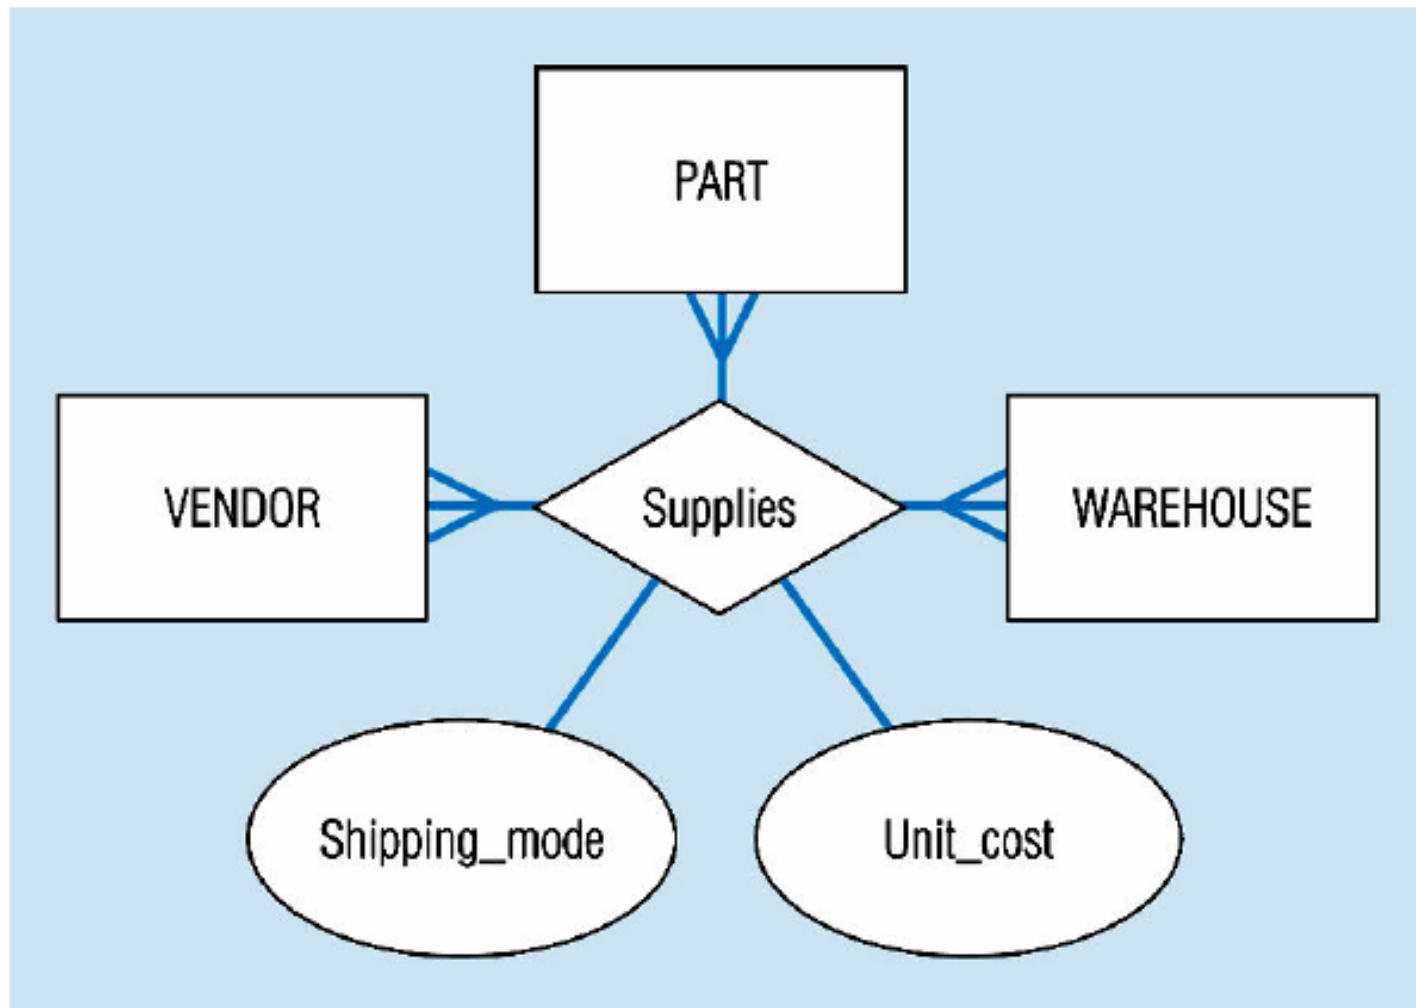 PART
VENDOR
Supplies
WAREHOUSE
Shipping_mode
Unit_cost